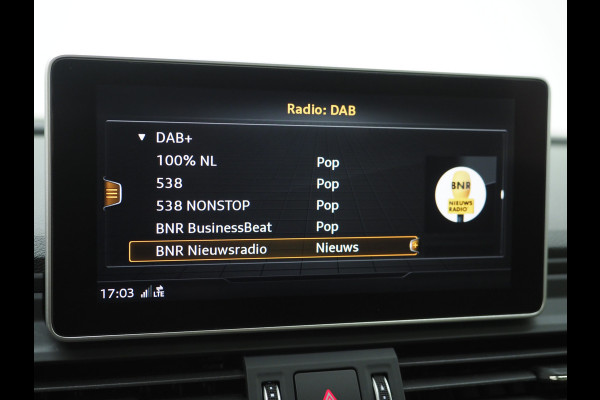 Radio: DAB
▼ DAB+
100% NL Pop
538 Pop
538 NONSTOP Pop
BNR BusinessBeat Pop
BNR Nieuwsradio Nieuws
BNR
NIEUWS
RADIO
17:03 LTE